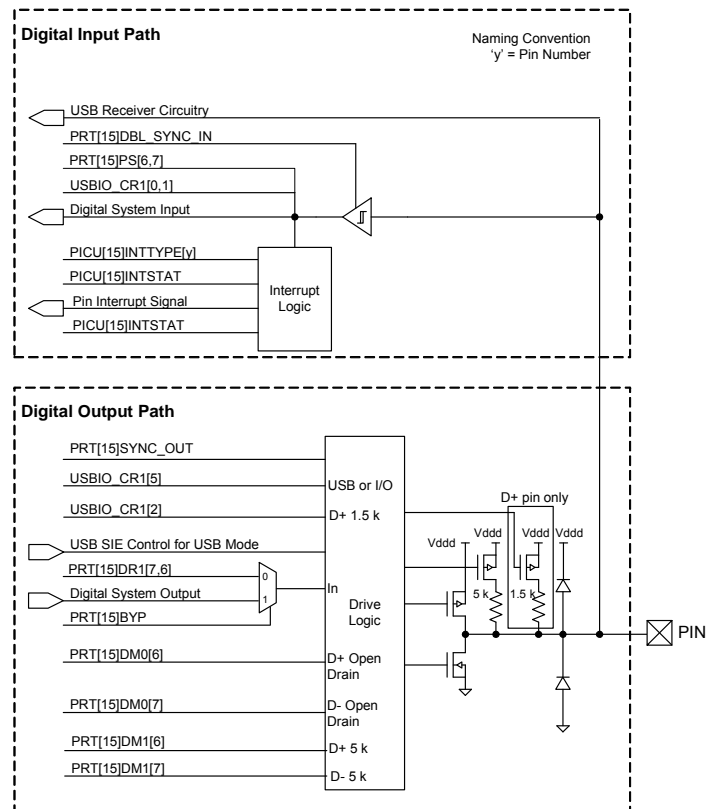 Digital Input Path
Naming Convention
'y' = Pin Number
USB Receiver Circuitry
PRT[15]DBL_SYNC_IN
PRT[15]PS[6,7]
USBIO_CR1[0,1]
Digital System Input
PICU[15]INTTYPE[y]
PICU[15]INTSTAT
Pin Interrupt Signal
PICU[15]INTSTAT
Interrupt
Logic
Digital Output Path
PRT[15]SYNC_OUT
USBIO_CR1[5]
USB or I/O
USBIO_CR1[2]
D+ 1.5 k
D+ pin only
USB SIE Control for USB Mode
Vddd
Vddd
Vddd
Vddd
PRT[15]DR1[7,6]
0
Digital System Output
1
In
5 k
1.5 k
PRT[15]BYP
Drive
Logic
PIN
PRT[15]DM0[6]
D+ Open
Drain
PRT[15]DM0[7]
D- Open
Drain
PRT[15]DM1[6]
D+ 5 k
PRT[15]DM1[7]
D- 5 k